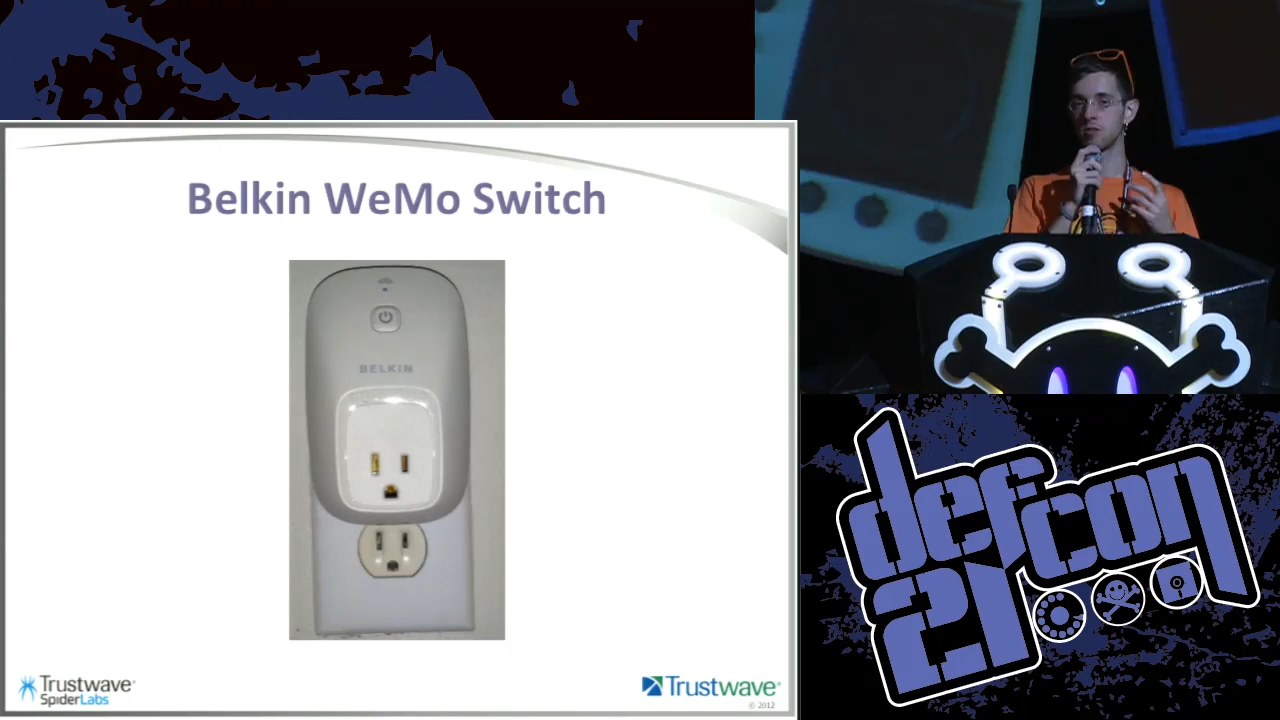 Belkin WeMo Switch
BELKIN
Trustwave®
SpiderLabs
Trustwave®
© 2012
defcon
21